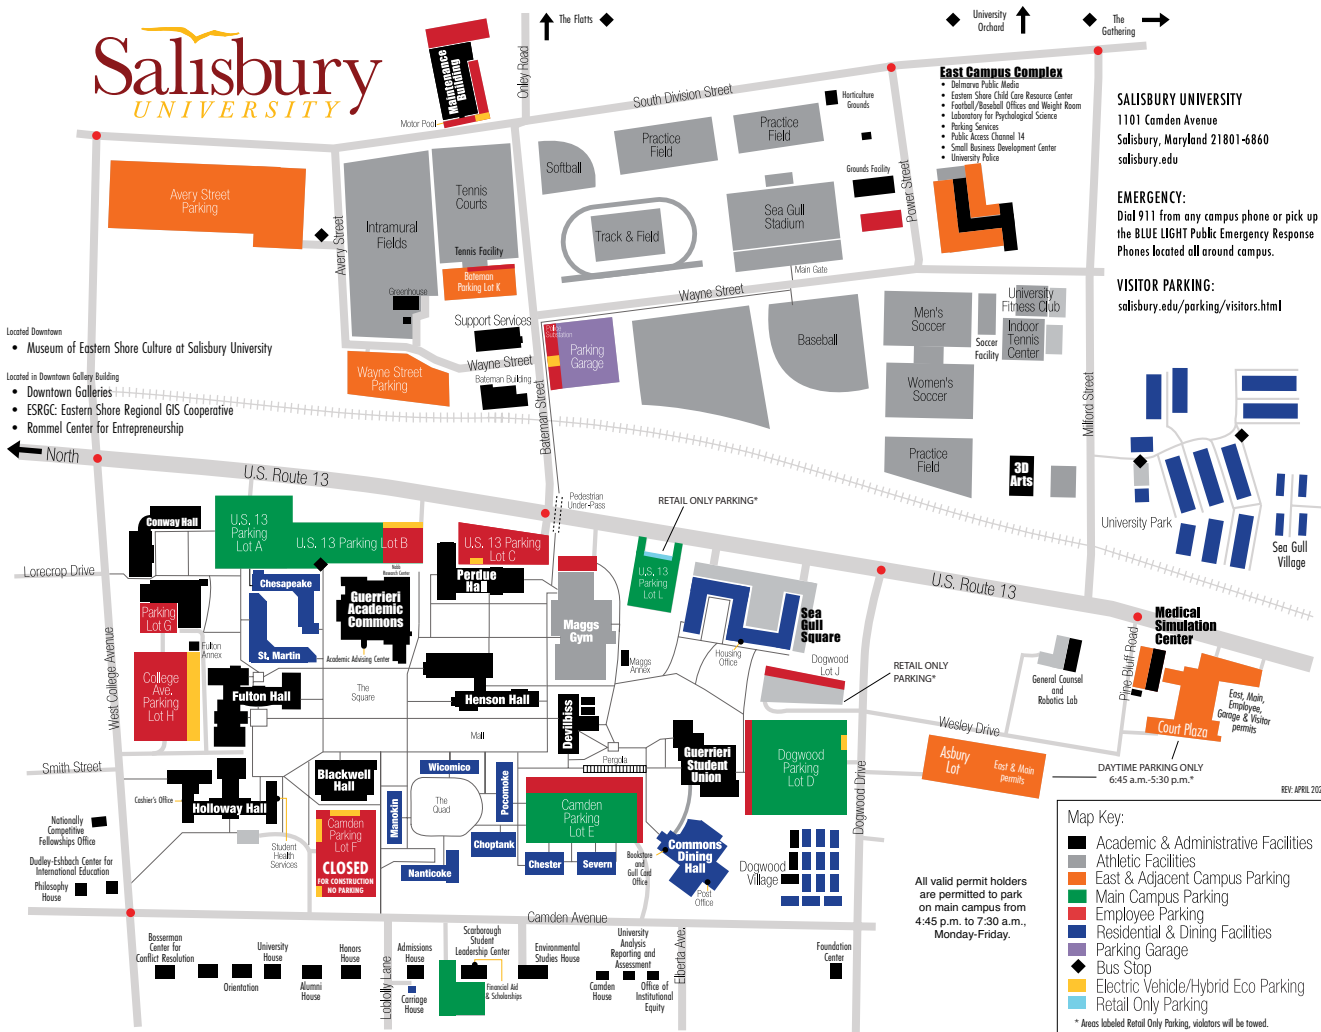 Salisbury
UNIVERSITY
Maintenance
Building
Motor Pool
Onley Road
The Flatts
University
Orchard
The
Gathering
South Division Street
East Campus Complex
• Delmarva Public Media
• Eastern Shore Child Care Resource Center
• Football/Baseball Offices and Weight Room
• Laboratory for Psychological Science
• Parking Services
• Public Access Channel 14
• Small Business Development Center
• University Police
SALISBURY UNIVERSITY
1101 Camden Avenue
Salisbury, Maryland 21801-6860
salisbury.edu
EMERGENCY:
Dial 911 from any campus phone or pick up
the BLUE LIGHT Public Emergency Response
Phones located all around campus.
VISITOR PARKING:
salisbury.edu/parking/visitors.html
Horticulture
Grounds
Grounds Facility
Power Street
Practice
Field
Practice
Field
Softball
Track & Field
Sea Gull
Stadium
Main Gate
Avery Street
Parking
Avery Street
Intramural
Fields
Tennis
Courts
Tennis Facility
Bateman
Parking Lot K
Greenhouse
Support Services
Wayne Street
Wayne Street
Parking
Wayne Street
Bateman Building
Bateman Street
Police
Substation
Parking
Garage
Baseball
Men's
Soccer
Women's
Soccer
Practice
Field
Soccer
Facility
University
Fitness Club
Indoor
Tennis
Center
Milford Street
3D
Arts
University Park
Sea Gull
Village
Located Downtown
• Museum of Eastern Shore Culture at Salisbury University
Located in Downtown Gallery Building
• Downtown Galleries
• ESRGC: Eastern Shore Regional GIS Cooperative
• Rommel Center for Entrepreneurship
North
U.S. Route 13
Pedestrian
Under-Pass
RETAIL ONLY PARKING*
U.S. Route 13
Conway Hall
U.S. 13
Parking
Lot A
U.S. 13 Parking Lot B
U.S. 13 Parking
Lot C
Nabb
Research Center
Perdue
Hall
Lorecrop Drive
Chesapeake
Guerrieri
Academic
Commons
St. Martin
Academic Advising Center
Parking
Lot G
Fulton
Annex
College
Ave.
Parking
Lot H
West College Avenue
Fulton Hall
The
Square
Henson Hall
Mall
Maggs
Gym
Maggs
Annex
U.S. 13
Parking
Lot L
Sea
Gull
Square
Housing
Office
Dogwood
Lot J
RETAIL ONLY
PARKING*
Devilbiss
Pergola
Guerrieri
Student
Union
Dogwood
Parking
Lot D
Dogwood Drive
Wesley Drive
General Counsel
and
Robotics Lab
Pine Bluff Road
Medical
Simulation
Center
East, Main,
Employee,
Garage & Visitor
permits
Court Plaza
Asbury
Lot
East & Main
permits
DAYTIME PARKING ONLY
6:45 a.m.-5:30 p.m.*
REV: APRIL 202
Smith Street
Cashier's Office
Holloway Hall
Blackwell
Hall
Student
Health
Services
Camden
Parking
Lot F
CLOSED
FOR CONSTRUCTION
NO PARKING
Manokin
Wicomico
The
Quad
Nanticoke
Pocomoke
Choptank
Camden
Parking
Lot E
Chester
Severn
Bookstore
and
Gull Card
Office
Commons
Dining
Hall
Post
Office
Dogwood
Village
Nationally
Competitive
Fellowships Office
Dudley-Eshbach Center for
International Education
Philosophy
House
All valid permit holders
are permitted to park
on main campus from
4:45 p.m. to 7:30 a.m.,
Monday-Friday.
Camden Avenue
Loblolly Lane
Elberta Ave.
Bosserman
Center for
Conflict Resolution
Orientation
University
House
Alumni
House
Honors
House
Admissions
House
Carriage
House
Scarborough
Student
Leadership Center
Financial Aid
& Scholarships
Environmental
Studies House
University
Analysis
Reporting and
Assessment
Camden
House
Office of
Institutional
Equity
Foundation
Center
Map Key:
Academic & Administrative Facilities
Athletic Facilities
East & Adjacent Campus Parking
Main Campus Parking
Employee Parking
Residential & Dining Facilities
Parking Garage
Bus Stop
Electric Vehicle/Hybrid Eco Parking
Retail Only Parking
* Areas labeled Retail Only Parking, violators will be towed.